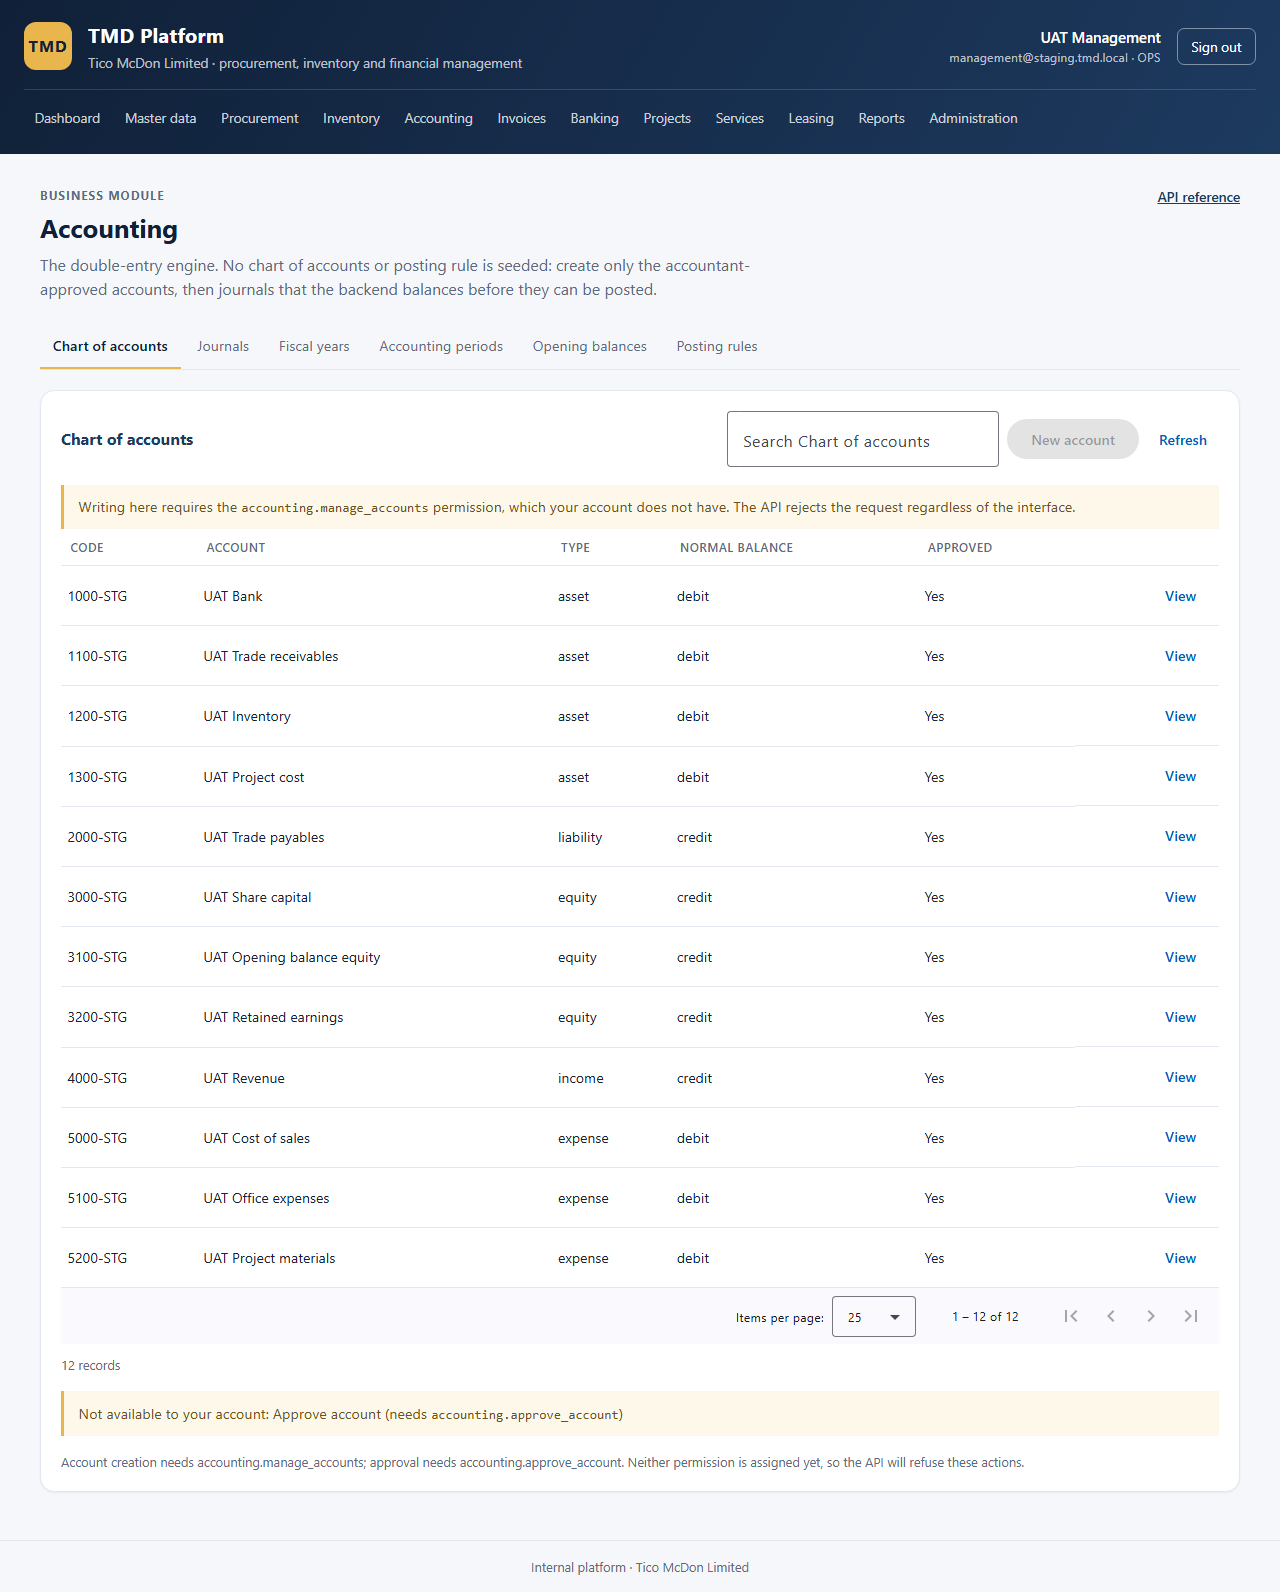 TMD
TMD Platform
Tico McDon Limited · procurement, inventory and financial management
UAT Management
management@staging.tmd.local · OPS
Sign out
Dashboard Master data Procurement Inventory Accounting Invoices Banking Projects Services Leasing Reports Administration
BUSINESS MODULE
API reference
Accounting
The double-entry engine. No chart of accounts or posting rule is seeded: create only the accountant-
approved accounts, then journals that the backend balances before they can be posted.
Chart of accounts Journals Fiscal years Accounting periods Opening balances Posting rules
Chart of accounts
Search Chart of accounts
New account
Refresh
Writing here requires the accounting.manage_accounts permission, which your account does not have. The API rejects the request regardless of the interface.
CODE ACCOUNT TYPE NORMAL BALANCE APPROVED
1000-STG UAT Bank asset debit Yes View
1100-STG UAT Trade receivables asset debit Yes View
1200-STG UAT Inventory asset debit Yes View
1300-STG UAT Project cost asset debit Yes View
2000-STG UAT Trade payables liability credit Yes View
3000-STG UAT Share capital equity credit Yes View
3100-STG UAT Opening balance equity equity credit Yes View
3200-STG UAT Retained earnings equity credit Yes View
4000-STG UAT Revenue income credit Yes View
5000-STG UAT Cost of sales expense debit Yes View
5100-STG UAT Office expenses expense debit Yes View
5200-STG UAT Project materials expense debit Yes View
Items per page: 25 1 – 12 of 12
12 records
Not available to your account: Approve account (needs accounting.approve_account)
Account creation needs accounting.manage_accounts; approval needs accounting.approve_account. Neither permission is assigned yet, so the API will refuse these actions.
Internal platform · Tico McDon Limited